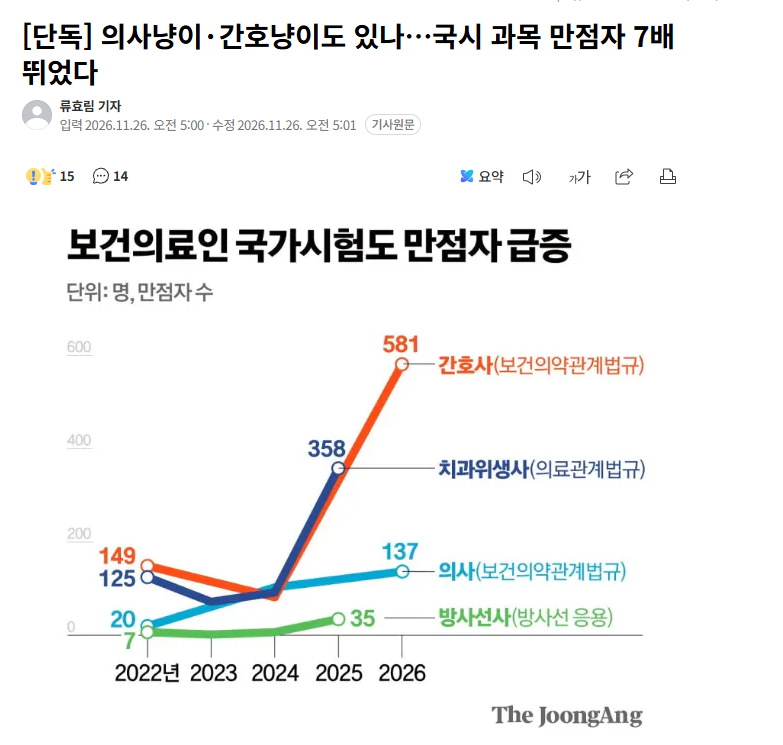 [단독] 의사냥이·간호냥이도 있나…국시 과목 만점자 7배
뛰었다
류효림 기자
입력 2026.11.26. 오전 5:00 · 수정 2026.11.26. 오전 5:01 기사원문
15 14 요약 가가
보건의료인 국가시험도 만점자 급증
단위: 명, 만점자 수
600
581
간호사(보건의약관계법규)
400
358
치과위생사(의료관계법규)
200
149
125
137
의사(보건의약관계법규)
20
0
7
35
방사선사(방사선 응용)
2022년 2023 2024 2025 2026
The JoongAng